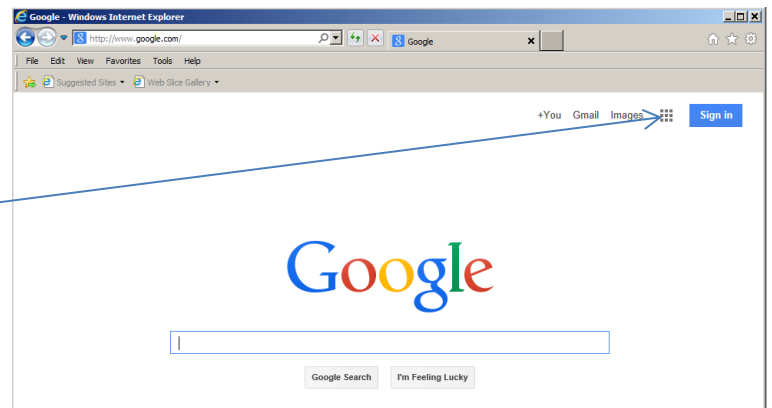 Google - Windows Internet Explorer
http://www.google.com/
Google
File Edit View Favorites Tools Help
Suggested Sites Web Slice Gallery
+You Gmail Images Sign in
Google
Google Search I'm Feeling Lucky